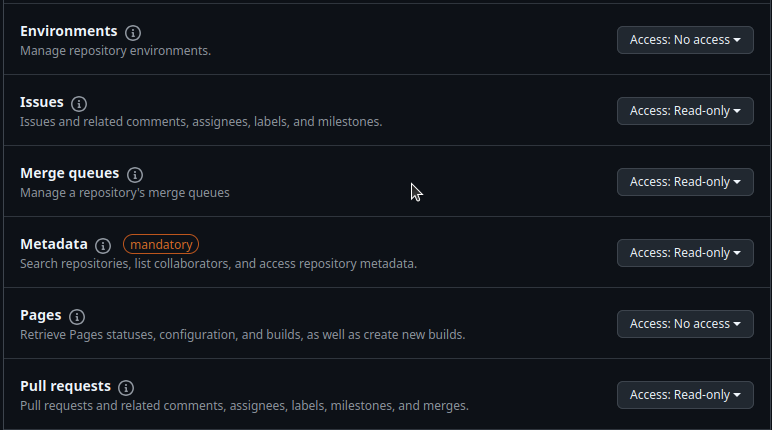 Environments
Manage repository environments.
Access: No access
Issues
Issues and related comments, assignees, labels, and milestones.
Access: Read-only
Merge queues
Manage a repository's merge queues
Access: Read-only
Metadata mandatory
Search repositories, list collaborators, and access repository metadata.
Access: Read-only
Pages
Retrieve Pages statuses, configuration, and builds, as well as create new builds.
Access: No access
Pull requests
Pull requests and related comments, assignees, labels, milestones, and merges.
Access: Read-only